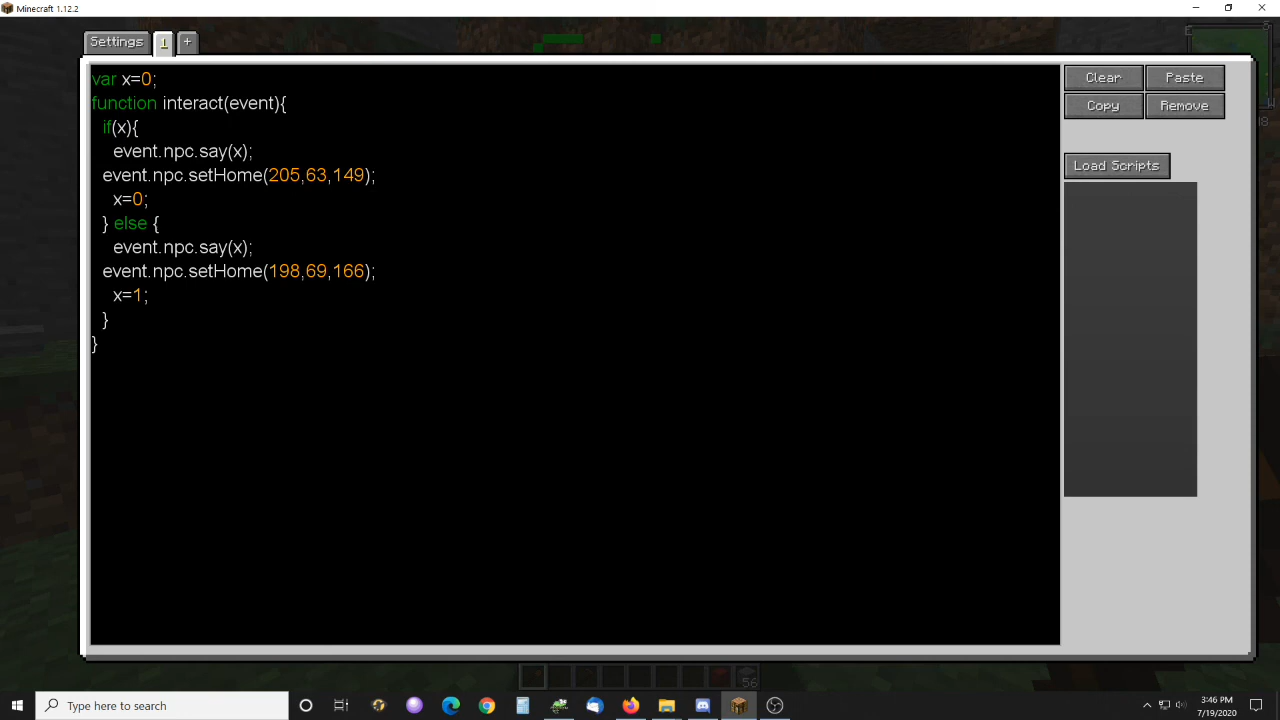 Minecraft 1.12.2
Settings 1 +
var x=0;
function interact(event){
if(x){
event.npc.say(x);
event.npc.setHome(205,63,149);
x=0;
} else {
event.npc.say(x);
event.npc.setHome(198,69,166);
x=1;
}
}
Clear Paste
Copy Remove
Load Scripts
56
Type here to search
3:46 PM
7/19/2020